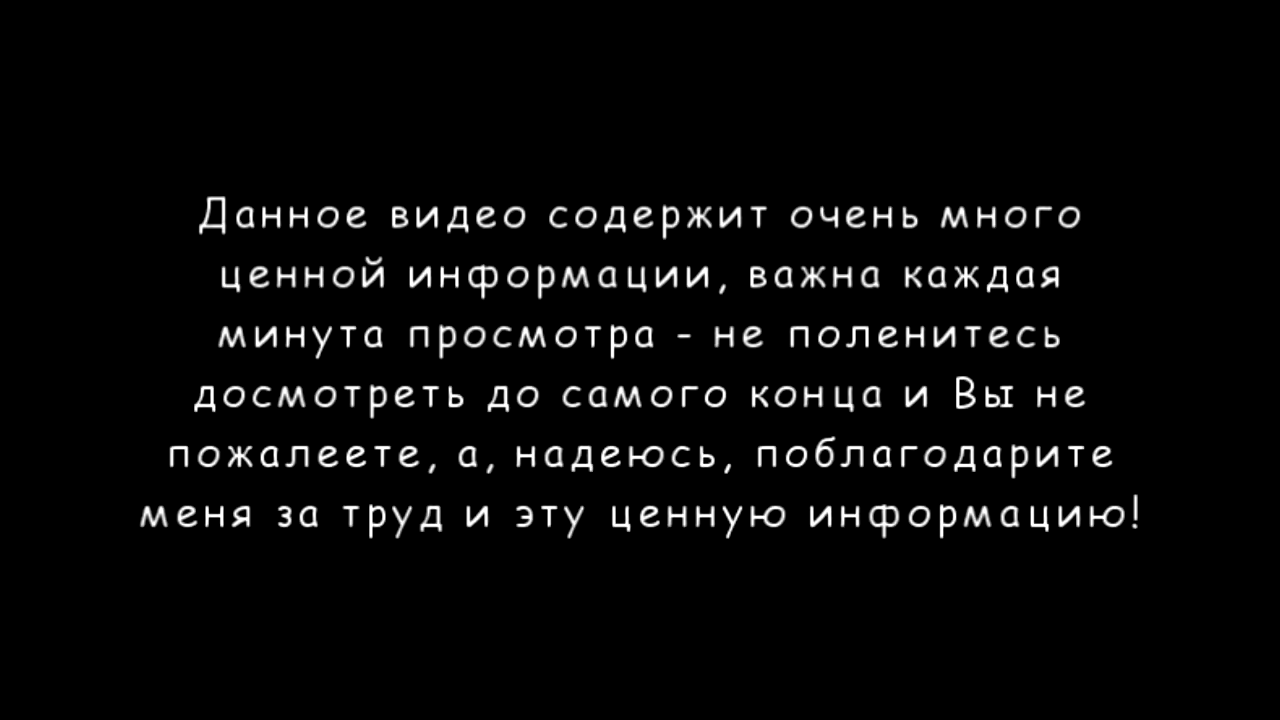 Данное видео содержит очень много
ценной информации, важна каждая
минута просмотра - не поленитесь
досмотреть до самого конца и Вы не
пожалеете, а, надеюсь, поблагодарите
меня за труд и эту ценную информацию!